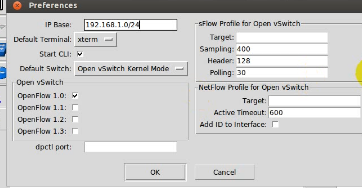 Preferences
IP Base: 192.168.1.0/24
Default Terminal: xterm
Start CLI:
Default Switch: Open vSwitch Kernel Mode
Open vSwitch
OpenFlow 1.0:
OpenFlow 1.1:
OpenFlow 1.2:
OpenFlow 1.3:
dpctl port:
sFlow Profile for Open vSwitch
Target:
Sampling: 400
Header: 128
Polling: 30
NetFlow Profile for Open vSwitch
Target:
Active Timeout: 600
Add ID to Interface:
OK
Cancel